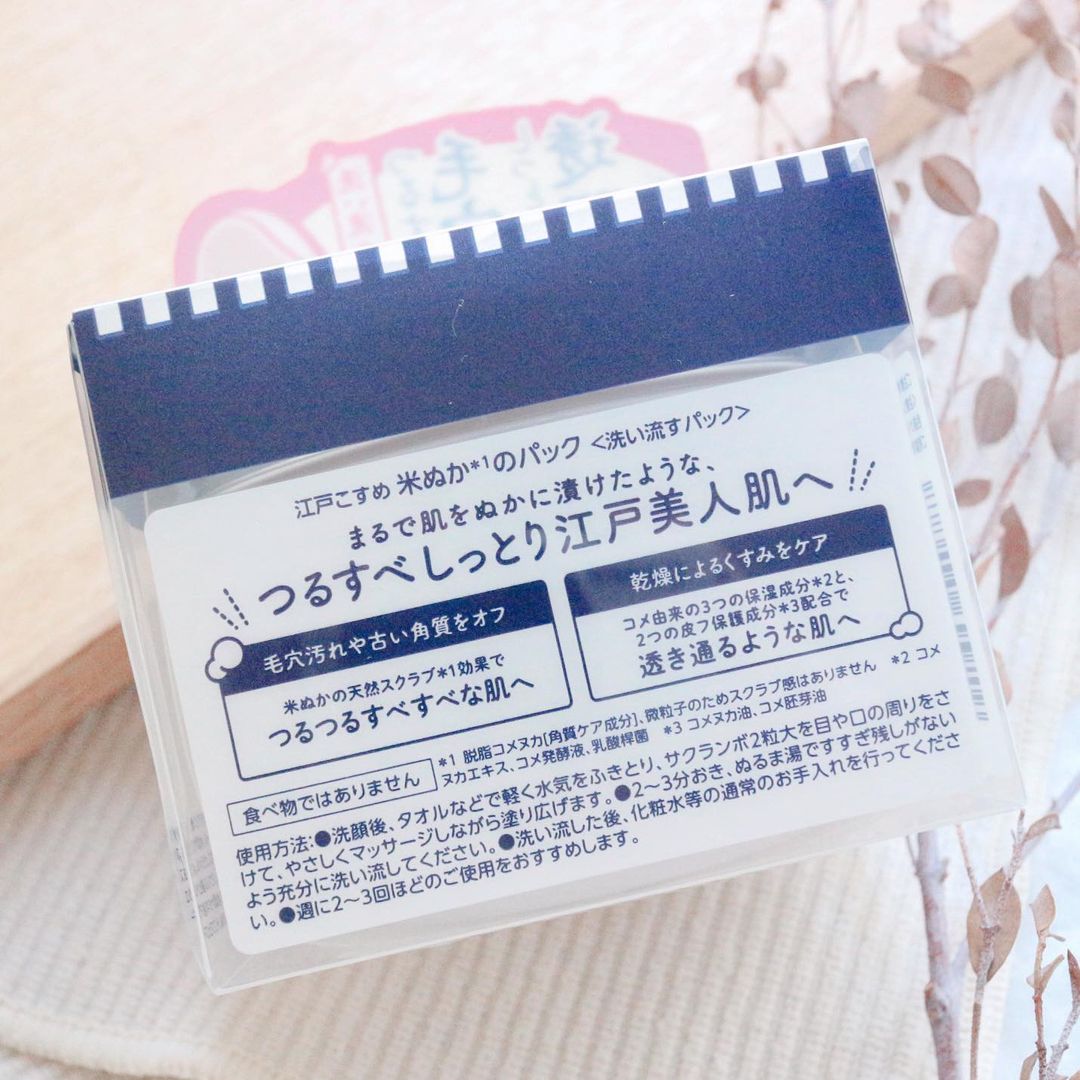 江戸こすめ 米ぬか*1のパック <洗い流すパック>
まるで肌をぬかに漬けたような、
つるすべしっとり江戸美人肌へ
毛穴汚れや古い角質をオフ
米ぬかの天然スクラブ*1効果で
つるつるすべすべな肌へ
乾燥によるくすみをケア
コメ由来の3つの保湿成分*2と、
2つの皮フ保護成分*3配合で
透き通るような肌へ
*1 脱脂コメヌカ[角質ケア成分]、微粒子のためスクラブ感はありません *2 コメ
ヌカエキス、コメ発酵液、乳酸桿菌 *3 コメヌカ油、コメ胚芽油
食べ物ではありません
使用方法:●洗顔後、タオルなどで軽く水気をふきとり、サクランボ2粒大を目や口の周りをさ
けて、やさしくマッサージしながら塗り広げます。●2〜3分おき、ぬるま湯ですすぎ残しがない
よう充分に洗い流してください。●洗い流した後、化粧水等の通常のお手入れを行ってくださ
い。●週に2〜3回ほどのご使用をおすすめします。